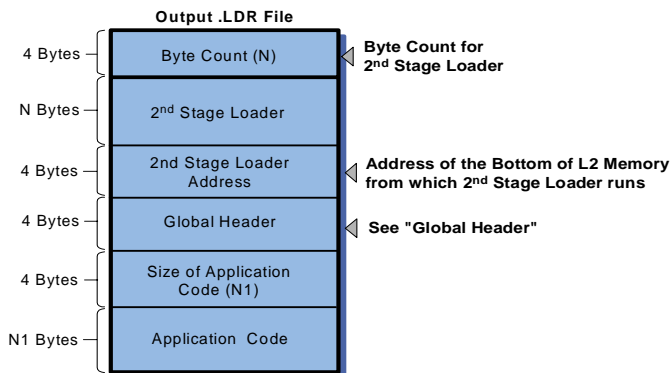 Output .LDR File
4 Bytes
Byte Count (N)
Byte Count for
2nd Stage Loader
N Bytes
2nd Stage Loader
4 Bytes
2nd Stage Loader
Address
Address of the Bottom of L2 Memory
from which 2nd Stage Loader runs
4 Bytes
Global Header
See "Global Header"
4 Bytes
Size of Application
Code (N1)
N1 Bytes
Application Code